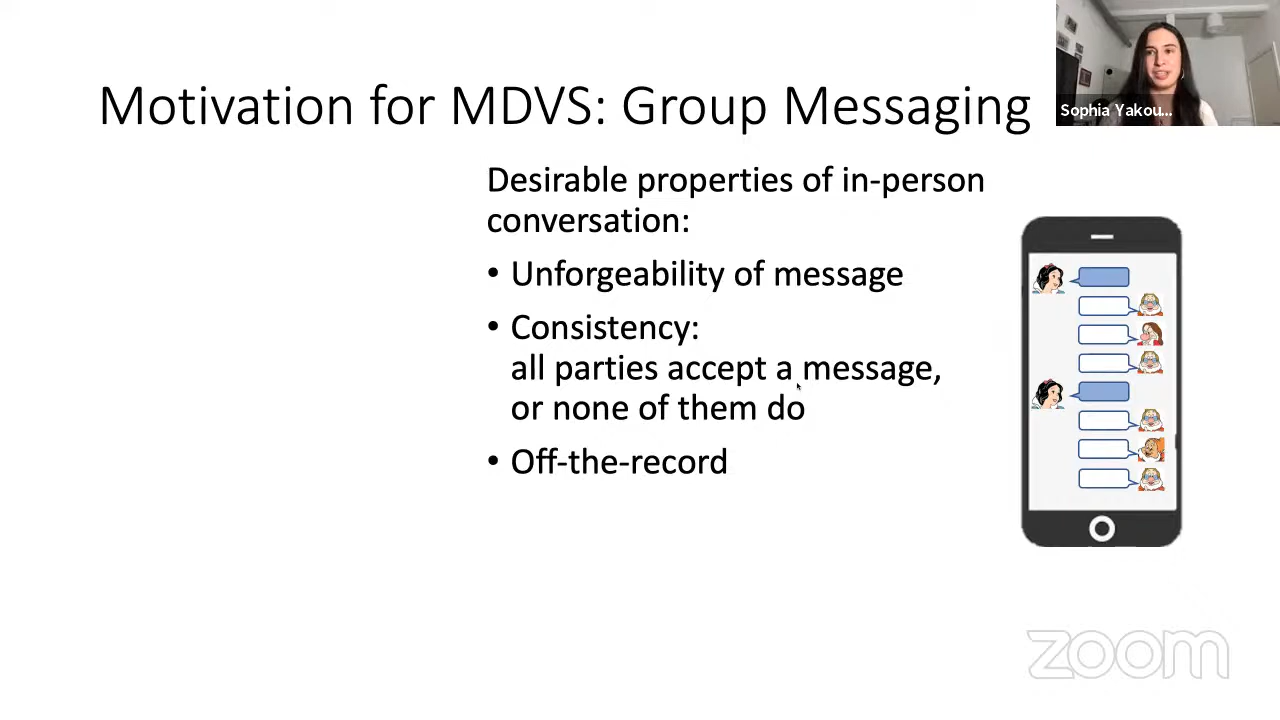 Motivation for MDVS: Group Messaging
Sophia Yakou...
Desirable properties of in-person
conversation:
• Unforgeability of message
• Consistency:
all parties accept a message,
or none of them do
• Off-the-record
zoom